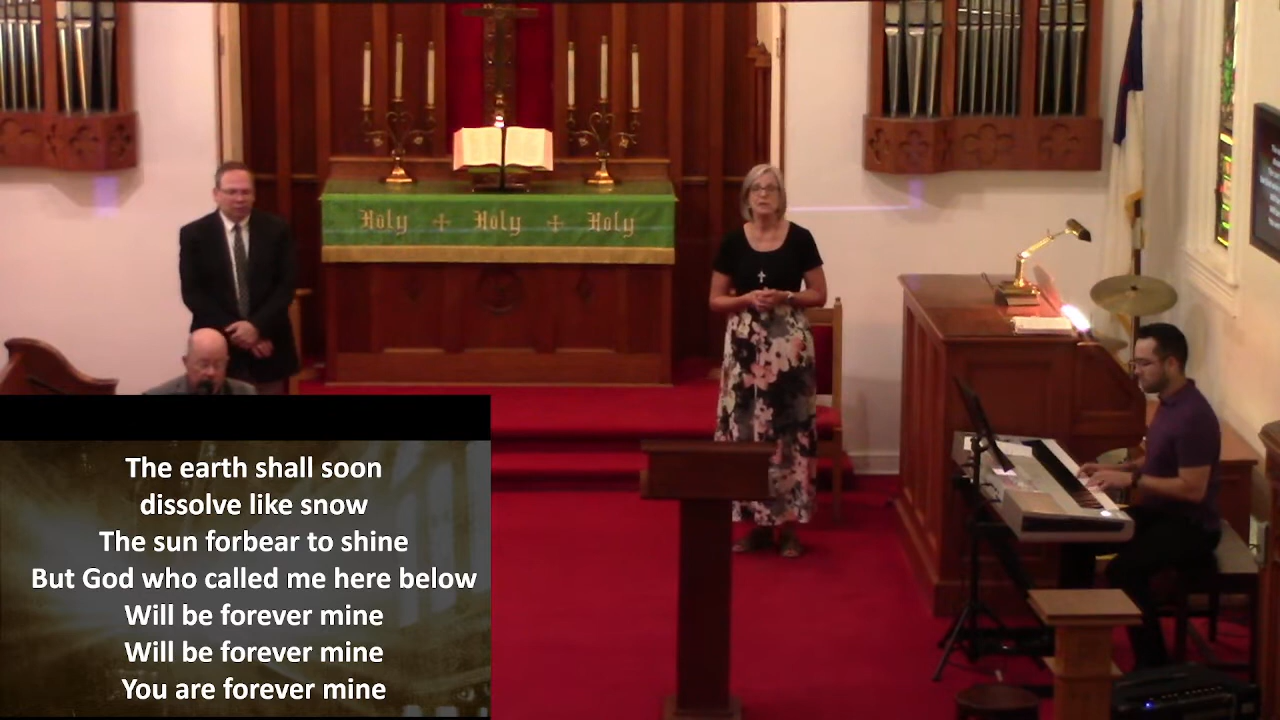 Holy Holy Holy
The earth shall soon
dissolve like snow
The sun forbear to shine
But God who called me here below
Will be forever mine
Will be forever mine
You are forever mine